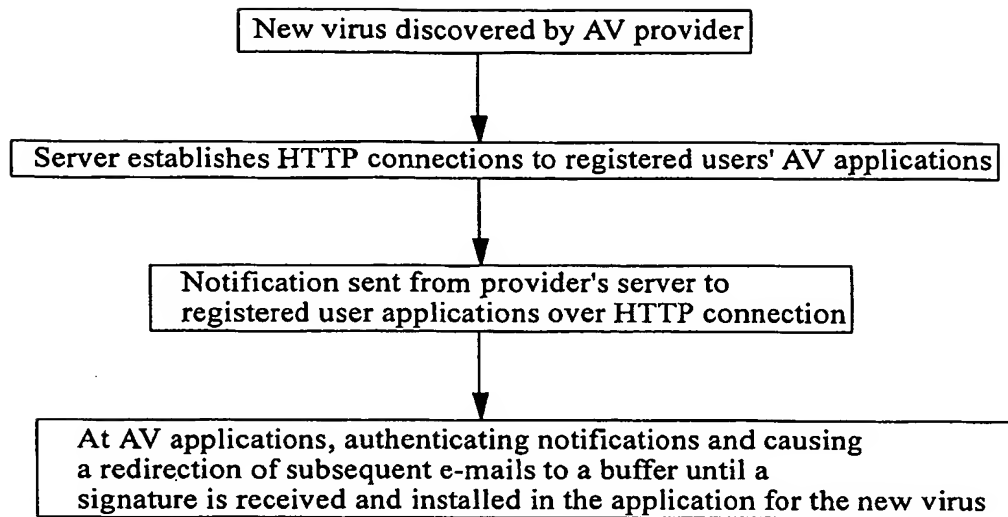 New virus discovered by AV provider
Server establishes HTTP connections to registered users' AV applications
Notification sent from provider's server to
registered user applications over HTTP connection
At AV applications, authenticating notifications and causing
a redirection of subsequent e-mails to a buffer until a
signature is received and installed in the application for the new virus